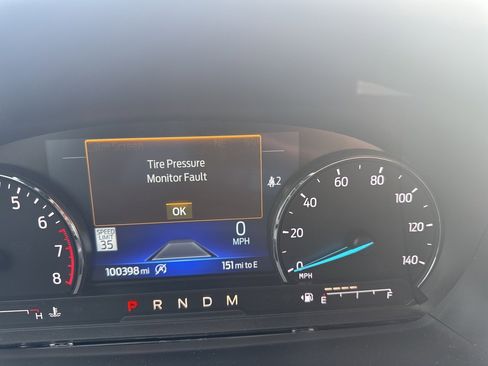 Tire Pressure
Monitor Fault
OK
SPEED LIMIT 35
0
MPH
100398 mi
151 mi to E
6
7
8
0
20
40
60
80
100
120
140
MPH
P R N D M
H
E
F